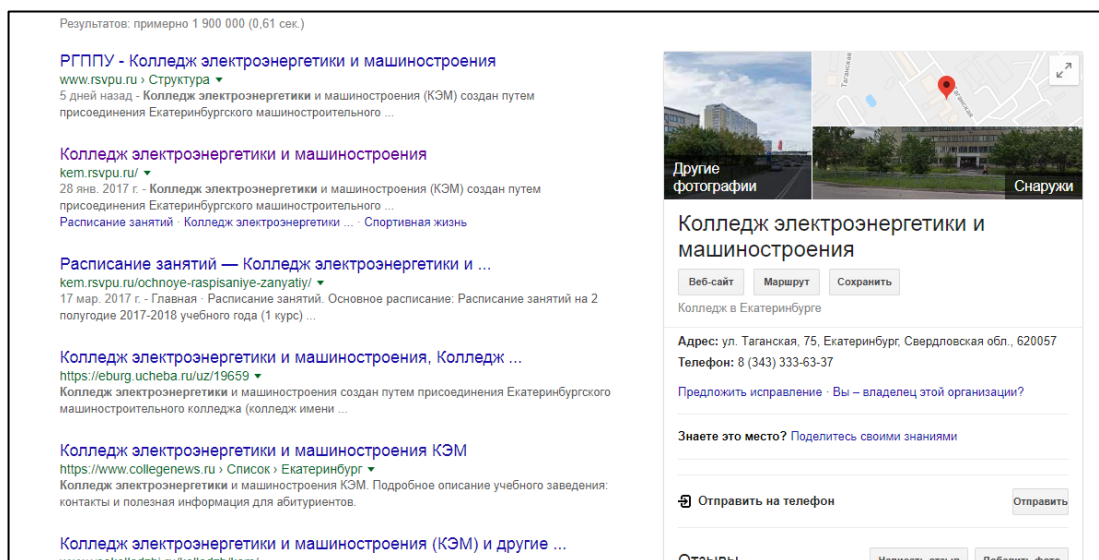 Результатов: примерно 1 900 000 (0,61 сек.)
РГППУ - Колледж электроэнергетики и машиностроения
www.rsvpu.ru › Структура ▼
5 дней назад - Колледж электроэнергетики и машиностроения (КЭМ) создан путем
присоединения Екатеринбургского машиностроительного ...
Колледж электроэнергетики и машиностроения
kem.rsvpu.ru/ ▼
28 янв. 2017 г. - Колледж электроэнергетики и машиностроения (КЭМ) создан путем
присоединения Екатеринбургского машиностроительного ...
Расписание занятий · Колледж электроэнергетики ... · Спортивная жизнь
Расписание занятий — Колледж электроэнергетики и ...
kem.rsvpu.ru/ochnoye-raspisaniye-zanyatiy/ ▼
17 мар. 2017 г. - Главная · Расписание занятий. Основное расписание: Расписание занятий на 2
полугодие 2017-2018 учебного года (1 курс) ...
Колледж электроэнергетики и машиностроения, Колледж ...
https://eburg.ucheba.ru/uz/19659 ▼
Колледж электроэнергетики и машиностроения создан путем присоединения Екатеринбургского
машиностроительного колледжа (колледж имени ...
Колледж электроэнергетики и машиностроения КЭМ
https://www.collegenews.ru › Список › Екатеринбург ▼
Колледж электроэнергетики и машиностроения КЭМ. Подробное описание учебного заведения:
контакты и полезная информация для абитуриентов.
Колледж электроэнергетики и машиностроения (КЭМ) и другие ...
Таганская
Таганская
Другие
фотографии
Снаружи
Колледж электроэнергетики и
машиностроения
Веб-сайт
Маршрут
Сохранить
Колледж в Екатеринбурге
Адрес: ул. Таганская, 75, Екатеринбург, Свердловская обл., 620057
Телефон: 8 (343) 333-63-37
Предложить исправление · Вы – владелец этой организации?
Знаете это место? Поделитесь своими знаниями
Отправить на телефон
Отправить
Отзывы
Написать отзыв
Добавить фото